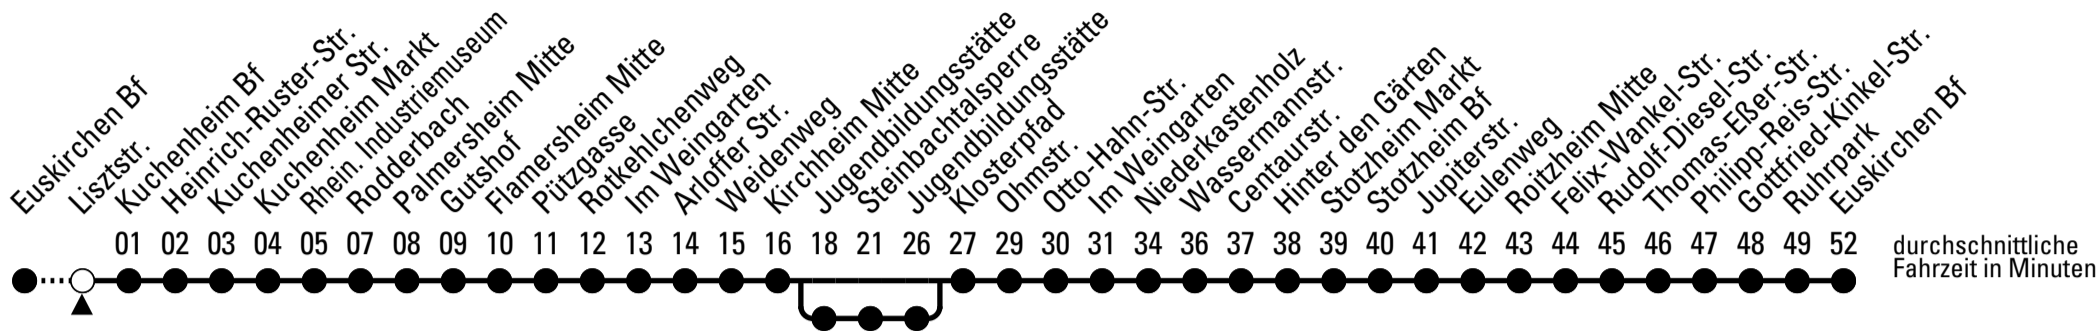 Euskirchen Bf
Lisztstr.
Kuchenheim Bf
Heinrich-Ruster-Str.
Kuchenheimer Str.
Kuchenheim Markt
Rhein. Industriemuseum
Rodderbach
Palmersheim Mitte
Gutshof
Flamersheim Mitte
Pützgasse
Rotkehlchenweg
Im Weingarten
Arloffer Str.
Weidenweg
Kirchheim Mitte
Jugendbildungsstätte
Steinbachtalsperre
Jugendbildungsstätte
Klosterpfad
Ohmstr.
Otto-Hahn-Str.
Im Weingarten
Niederkastenholz
Wassermannstr.
Centaurstr.
Hinter den Gärten
Stotzheim Markt
Stotzheim Bf
Jupiterstr.
Eulenweg
Roitzheim Mitte
Felix-Wankel-Str.
Rudolf-Diesel-Str.
Thomas-Eßer-Str.
Philipp-Reis-Str.
Gottfried-Kinkel-Str.
Ruhrpark
Euskirchen Bf
01 02 03 04 05 07 08 09 10 11 12 13 14 15 16 18 21 26 27 29 30 31 34 36 37 38 39 40 41 42 43 44 45 46 47 48 49 52
durchschnittliche
Fahrzeit in Minuten